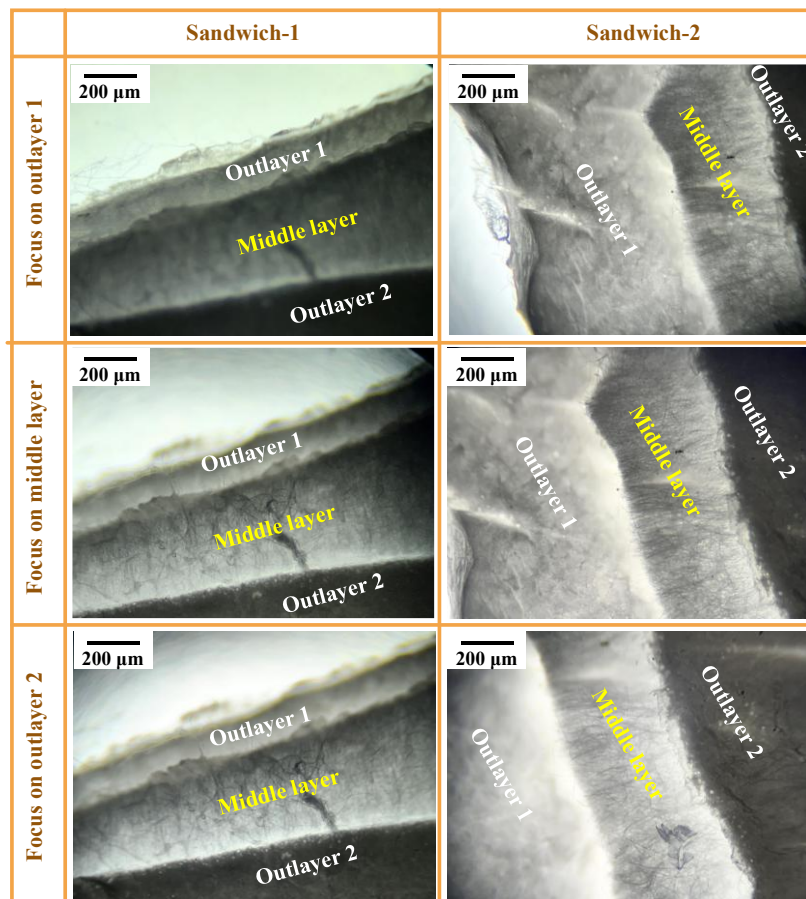 Sandwich-1
Sandwich-2
Focus on outlayer 1
200 μm
Outlayer 1
Middle layer
Outlayer 2
200 μm
Outlayer 1
Middle layer
Outlayer 2
Focus on middle layer
200 μm
Outlayer 1
Middle layer
Outlayer 2
200 μm
Outlayer 1
Middle layer
Outlayer 2
Focus on outlayer 2
200 μm
Outlayer 1
Middle layer
Outlayer 2
200 μm
Outlayer 1
Middle layer
Outlayer 2